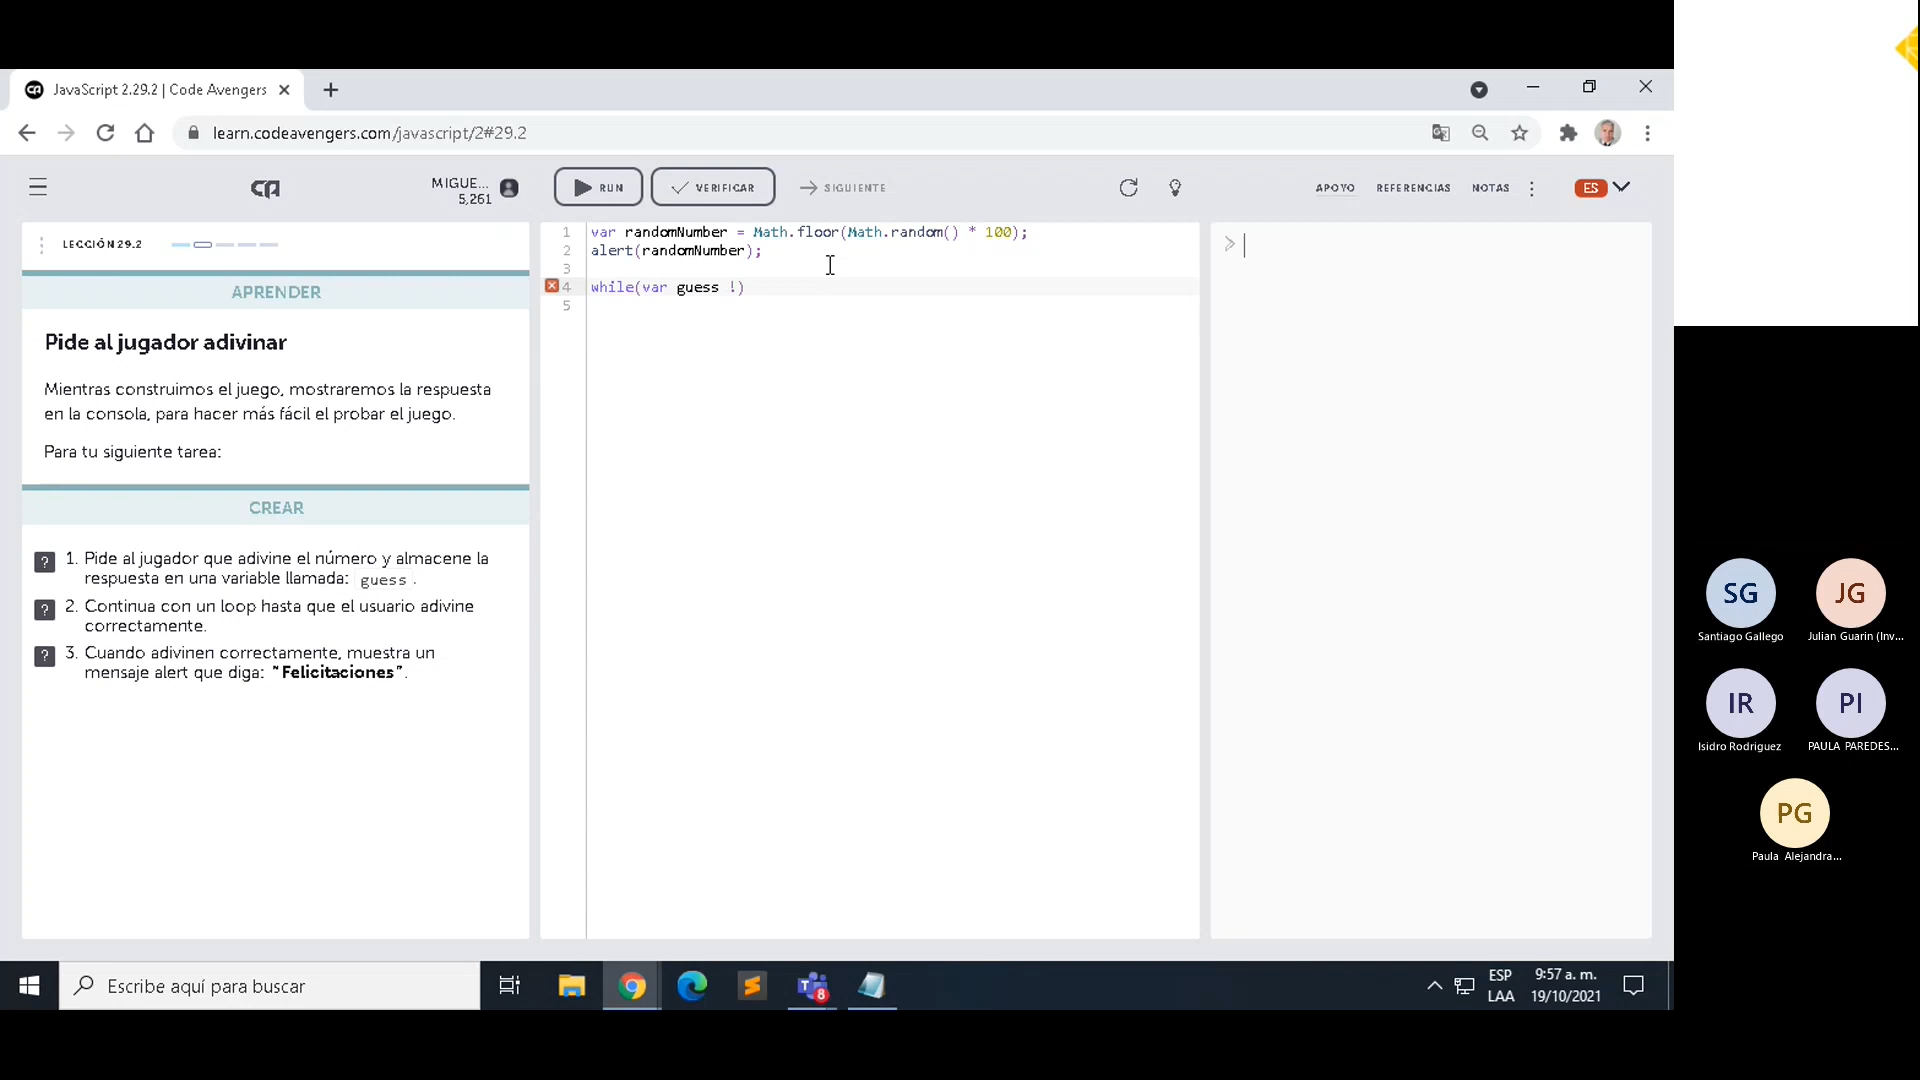 JavaScript 2.29.2 | Code Avengers
learn.codeavengers.com/javascript/2#29.2
MIGUE...
5,261
RUN
VERIFICAR
SIGUIENTE
APOYO
REFERENCIAS
NOTAS
ES
LECCIÓN 29.2
APRENDER
Pide al jugador adivinar
Mientras construimos el juego, mostraremos la respuesta
en la consola, para hacer más fácil el probar el juego.
Para tu siguiente tarea:
CREAR
? 1. Pide al jugador que adivine el número y almacene la
respuesta en una variable llamada: guess .
? 2. Continua con un loop hasta que el usuario adivine
correctamente.
? 3. Cuando adivinen correctamente, muestra un
mensaje alert que diga: "Felicitaciones".
1 var randomNumber = Math.floor(Math.random() * 100);
2 alert(randomNumber);
3
4 while(var guess !)
5
>
SG
Santiago Gallego
JG
Julian Guarin (Inv...
IR
Isidro Rodriguez
PI
PAULA PAREDES...
PG
Paula Alejandra...
Escribe aquí para buscar
8
ESP
LAA
9:57 a. m.
19/10/2021